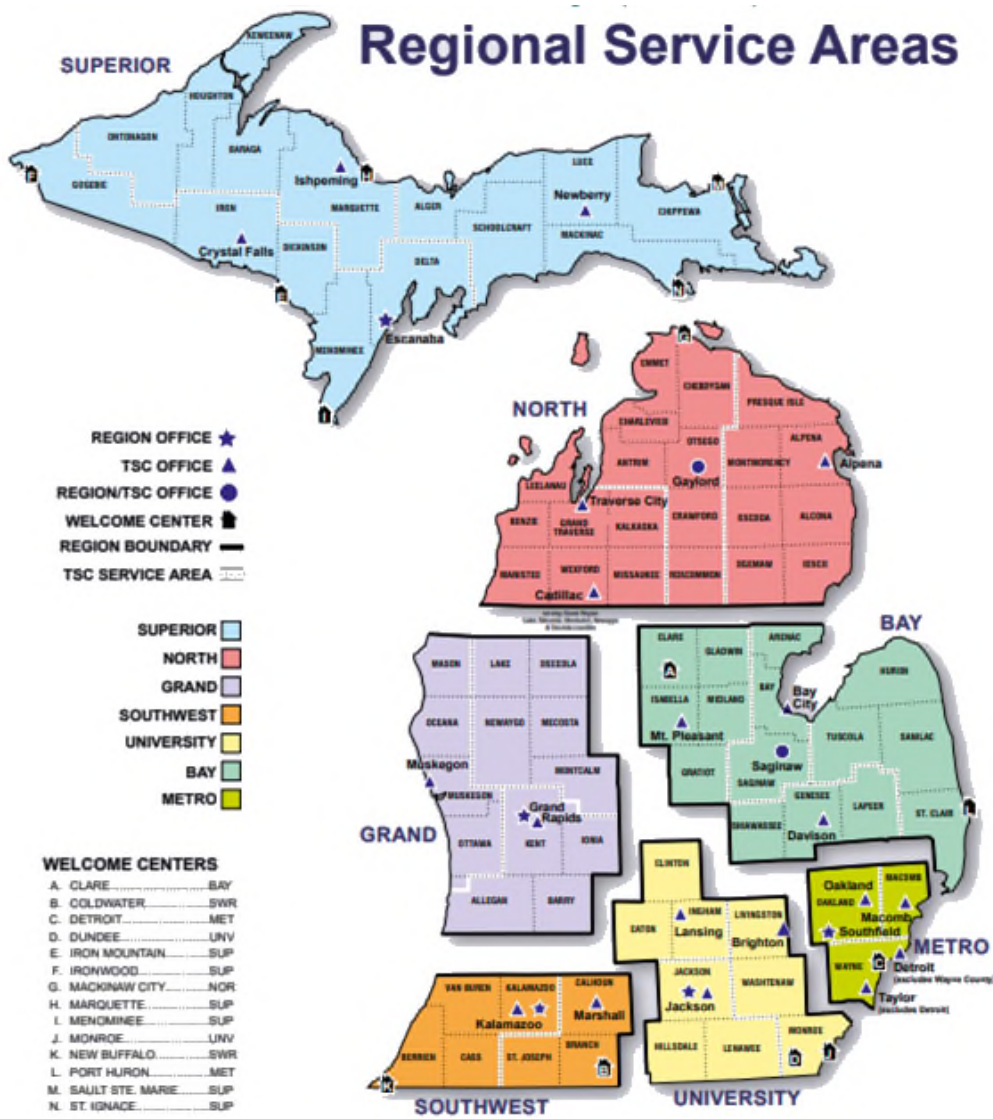 Regional Service Areas
SUPERIOR
KEWEENAW
HOUGHTON
ONTONAGON
BARAGA
GOGEBIC
Ishpeming
MARQUETTE
ALGER
LUCE
Newberry
CHIPPEWA
SCHOOLCRAFT
MACKINAC
IRON
Crystal Falls
DICKINSON
DELTA
Escanaba
MENOMINEE
F
H
M
E
N
I
G
NORTH
EMMET
CHEBOYGAN
PRESQUE ISLE
CHARLEVOIX
OTSEGO
ALPENA
ANTRIM
Gaylord
MONTMORENCY
Alpena
LEELANAU
Traverse City
BENZIE
GRAND
TRAVERSE
KALKASKA
CRAWFORD
OSCODA
ALCONA
MANISTEE
WEXFORD
MISSAUKEE
ROSCOMMON
OGEMAW
IOSCO
Cadillac
REGION OFFICE
TSC OFFICE
REGION/TSC OFFICE
WELCOME CENTER
REGION BOUNDARY
TSC SERVICE AREA
SUPERIOR
NORTH
GRAND
SOUTHWEST
UNIVERSITY
BAY
METRO
MASON
LAKE
OSCEOLA
OCEANA
NEWAYGO
MECOSTA
Muskegon
MUSKEGON
MONTCALM
Grand
Rapids
GRAND
OTTAWA
KENT
IONIA
ALLEGAN
BARRY
BAY
CLARE
GLADWIN
ARENAC
HURON
A
BAY
Bay
City
ISABELLA
MIDLAND
Mt. Pleasant
TUSCOLA
SANILAC
GRATIOT
Saginaw
SAGINAW
GENESEE
LAPEER
SHIAWASSEE
Davison
ST. CLAIR
L
CLINTON
EATON
INGHAM
Lansing
LIVINGSTON
Brighton
JACKSON
Jackson
WASHTENAW
HILLSDALE
LENAWEE
MONROE
D
J
UNIVERSITY
Oakland
OAKLAND
MACOMB
Macomb
Southfield
METRO
WAYNE
C
Detroit
(excludes Wayne County)
Taylor
(excludes Detroit)
VAN BUREN
KALAMAZOO
CALHOUN
Kalamazoo
Marshall
BERRIEN
CASS
ST. JOSEPH
BRANCH
B
K
SOUTHWEST
WELCOME CENTERS
A. CLARE BAY
B. COLDWATER SWR
C. DETROIT MET
D. DUNDEE UNV
E. IRON MOUNTAIN SUP
F. IRONWOOD SUP
G. MACKINAW CITY NOR
H. MARQUETTE SUP
I. MENOMINEE SUP
J. MONROE UNV
K. NEW BUFFALO SWR
L. PORT HURON MET
M. SAULT STE. MARIE SUP
N. ST. IGNACE SUP